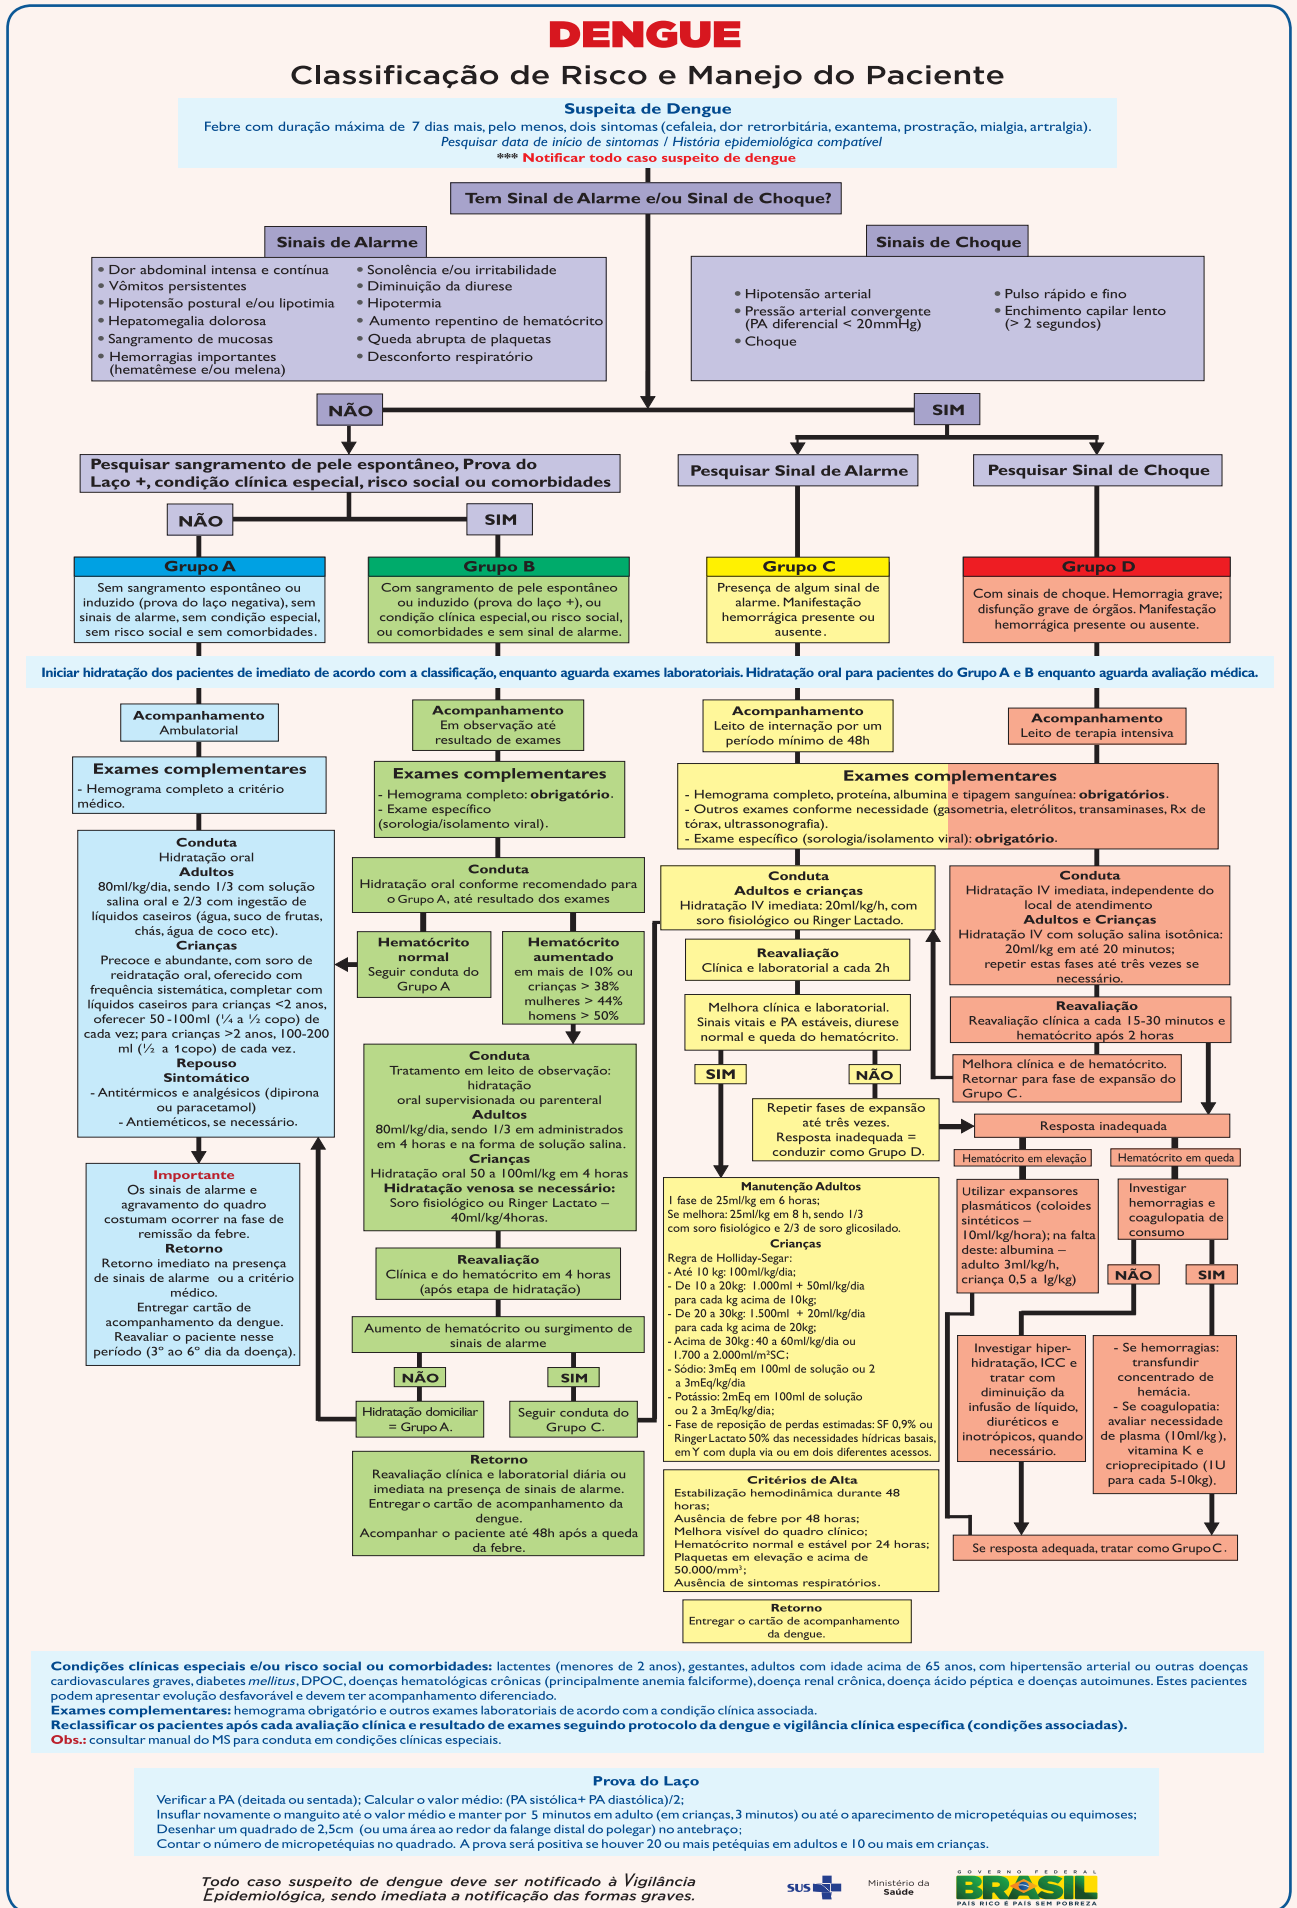 DENGUE
Classificação de Risco e Manejo do Paciente
Suspeita de Dengue
Febre com duração máxima de 7 dias mais, pelo menos, dois sintomas (cefaleia, dor retrorbitária, exantema, prostração, mialgia, artralgia).
Pesquisar data de início de sintomas / História epidemiológica compatível
*** Notificar todo caso suspeito de dengue
Tem Sinal de Alarme e/ou Sinal de Choque?
Sinais de Alarme
• Dor abdominal intensa e contínua
• Vômitos persistentes
• Hipotensão postural e/ou lipotimia
• Hepatomegalia dolorosa
• Sangramento de mucosas
• Hemorragias importantes
(hematêmese e/ou melena)
• Sonolência e/ou irritabilidade
• Diminuição da diurese
• Hipotermia
• Aumento repentino de hematócrito
• Queda abrupta de plaquetas
• Desconforto respiratório
Sinais de Choque
• Hipotensão arterial
• Pressão arterial convergente
(PA diferencial < 20mmHg)
• Choque
• Pulso rápido e fino
• Enchimento capilar lento
(> 2 segundos)
NÃO
SIM
Pesquisar sangramento de pele espontâneo, Prova do
Laço +, condição clínica especial, risco social ou comorbidades
Pesquisar Sinal de Alarme
Pesquisar Sinal de Choque
NÃO
SIM
Grupo A
Sem sangramento espontâneo ou
induzido (prova do laço negativa), sem
sinais de alarme, sem condição especial,
sem risco social e sem comorbidades.
Grupo B
Com sangramento de pele espontâneo
ou induzido (prova do laço +), ou
condição clínica especial, ou risco social,
ou comorbidades e sem sinal de alarme.
Grupo C
Presença de algum sinal de
alarme. Manifestação
hemorrágica presente ou
ausente.
Grupo D
Com sinais de choque. Hemorragia grave;
disfunção grave de órgãos. Manifestação
hemorrágica presente ou ausente.
Iniciar hidratação dos pacientes de imediato de acordo com a classificação, enquanto aguarda exames laboratoriais. Hidratação oral para pacientes do Grupo A e B enquanto aguarda avaliação médica.
Acompanhamento
Ambulatorial
Exames complementares
- Hemograma completo a critério
médico.
Conduta
Hidratação oral
Adultos
80ml/kg/dia, sendo 1/3 com solução
salina oral e 2/3 com ingestão de
líquidos caseiros (água, suco de frutas,
chás, água de coco etc).
Crianças
Precoce e abundante, com soro de
reidratação oral, oferecido com
frequência sistemática, completar com
líquidos caseiros para crianças <2 anos,
oferecer 50-100ml (¼ a ½ copo) de
cada vez; para crianças >2 anos, 100-200
ml (½ a 1copo) de cada vez.
Repouso
Sintomático
- Antitérmicos e analgésicos (dipirona
ou paracetamol)
- Antieméticos, se necessário.
Importante
Os sinais de alarme e
agravamento do quadro
costumam ocorrer na fase de
remissão da febre.
Retorno
Retorno imediato na presença
de sinais de alarme ou a critério
médico.
Entregar cartão de
acompanhamento da dengue.
Reavaliar o paciente nesse
período (3º ao 6º dia da doença).
Acompanhamento
Em observação até
resultado de exames
Exames complementares
- Hemograma completo: obrigatório.
- Exame específico
(sorologia/isolamento viral).
Conduta
Hidratação oral conforme recomendado para
o Grupo A, até resultado dos exames
Hematócrito
normal
Seguir conduta do
Grupo A
Hematócrito
aumentado
em mais de 10% ou
crianças > 38%
mulheres > 44%
homens > 50%
Conduta
Tratamento em leito de observação:
hidratação
oral supervisionada ou parenteral
Adultos
80ml/kg/dia, sendo 1/3 em administrados
em 4 horas e na forma de solução salina.
Crianças
Hidratação oral 50 a 100ml/kg em 4 horas
Hidratação venosa se necessário:
Soro fisiológico ou Ringer Lactato –
40ml/kg/4horas.
Reavaliação
Clínica e do hematócrito em 4 horas
(após etapa de hidratação)
Aumento de hematócrito ou surgimento de
sinais de alarme
NÃO
SIM
Hidratação domiciliar
= Grupo A.
Seguir conduta do
Grupo C.
Retorno
Reavaliação clínica e laboratorial diária ou
imediata na presença de sinais de alarme.
Entregar o cartão de acompanhamento da
dengue.
Acompanhar o paciente até 48h após a queda
da febre.
Acompanhamento
Leito de internação por um
período mínimo de 48h
Acompanhamento
Leito de terapia intensiva
Exames complementares
- Hemograma completo, proteína, albumina e tipagem sanguínea: obrigatórios.
- Outros exames conforme necessidade (gasometria, eletrólitos, transaminases, Rx de
tórax, ultrassonografia).
- Exame específico (sorologia/isolamento viral): obrigatório.
Conduta
Adultos e crianças
Hidratação IV imediata: 20ml/kg/h, com
soro fisiológico ou Ringer Lactado.
Reavaliação
Clínica e laboratorial a cada 2h
Melhora clínica e laboratorial.
Sinais vitais e PA estáveis, diurese
normal e queda do hematócrito.
SIM
NÃO
Repetir fases de expansão
até três vezes.
Resposta inadequada =
conduzir como Grupo D.
Manutenção Adultos
1 fase de 25ml/kg em 6 horas;
Se melhora: 25ml/kg em 8 h, sendo 1/3
com soro fisiológico e 2/3 de soro glicosilado.
Crianças
Regra de Holliday-Segar:
- Até 10 kg: 100ml/kg/dia;
- De 10 a 20kg: 1.000ml + 50ml/kg/dia
para cada kg acima de 10kg;
- De 20 a 30kg: 1.500ml + 20ml/kg/dia
para cada kg acima de 20kg;
- Acima de 30kg: 40 a 60ml/kg/dia ou
1.700 a 2.000ml/m²SC;
- Sódio: 3mEq em 100ml de solução ou 2
a 3mEq/kg/dia
- Potássio: 2mEq em 100ml de solução
ou 2 a 3mEq/kg/dia;
- Fase de reposição de perdas estimadas: SF 0,9% ou
Ringer Lactato 50% das necessidades hídricas basais,
em Y com dupla via ou em dois diferentes acessos.
Critérios de Alta
Estabilização hemodinâmica durante 48
horas;
Ausência de febre por 48 horas;
Melhora visível do quadro clínico;
Hematócrito normal e estável por 24 horas;
Plaquetas em elevação e acima de
50.000/mm³;
Ausência de sintomas respiratórios.
Retorno
Entregar o cartão de acompanhamento
da dengue.
Conduta
Hidratação IV imediata, independente do
local de atendimento
Adultos e Crianças
Hidratação IV com solução salina isotônica:
20ml/kg em até 20 minutos;
repetir estas fases até três vezes se
necessário.
Reavaliação
Reavaliação clínica a cada 15-30 minutos e
hematócrito após 2 horas
Melhora clínica e de hematócrito.
Retornar para fase de expansão do
Grupo C.
Resposta inadequada
Hematócrito em elevação
Hematócrito em queda
Utilizar expansores
plasmáticos (coloides
sintéticos –
10ml/kg/hora); na falta
deste: albumina –
adulto 3ml/kg/h,
criança 0,5 a 1g/kg)
Investigar
hemorragias e
coagulopatia de
consumo
NÃO
SIM
Investigar hiper-
hidratação, ICC e
tratar com
diminuição da
infusão de líquido,
diuréticos e
inotrópicos, quando
necessário.
- Se hemorragias:
transfundir
concentrado de
hemácia.
- Se coagulopatia:
avaliar necessidade
de plasma (10ml/kg),
vitamina K e
crioprecipitado (1U
para cada 5-10kg).
Se resposta adequada, tratar como Grupo C.
Condições clínicas especiais e/ou risco social ou comorbidades: lactentes (menores de 2 anos), gestantes, adultos com idade acima de 65 anos, com hipertensão arterial ou outras doenças
cardiovasculares graves, diabetes mellitus, DPOC, doenças hematológicas crônicas (principalmente anemia falciforme), doença renal crônica, doença ácido péptica e doenças autoimunes. Estes pacientes
podem apresentar evolução desfavorável e devem ter acompanhamento diferenciado.
Exames complementares: hemograma obrigatório e outros exames laboratoriais de acordo com a condição clínica associada.
Reclassificar os pacientes após cada avaliação clínica e resultado de exames seguindo protocolo da dengue e vigilância clínica específica (condições associadas).
Obs.: consultar manual do MS para conduta em condições clínicas especiais.
Prova do Laço
Verificar a PA (deitada ou sentada); Calcular o valor médio: (PA sistólica+ PA diastólica)/2;
Insuflar novamente o manguito até o valor médio e manter por 5 minutos em adulto (em crianças, 3 minutos) ou até o aparecimento de micropetéquias ou equimoses;
Desenhar um quadrado de 2,5cm (ou uma área ao redor da falange distal do polegar) no antebraço;
Contar o número de micropetéquias no quadrado. A prova será positiva se houver 20 ou mais petéquias em adultos e 10 ou mais em crianças.
Todo caso suspeito de dengue deve ser notificado à Vigilância
Epidemiológica, sendo imediata a notificação das formas graves.
SUS
Ministério da
Saúde
GOVERNO FEDERAL
BRASIL
PAÍS RICO É PAÍS SEM POBREZA